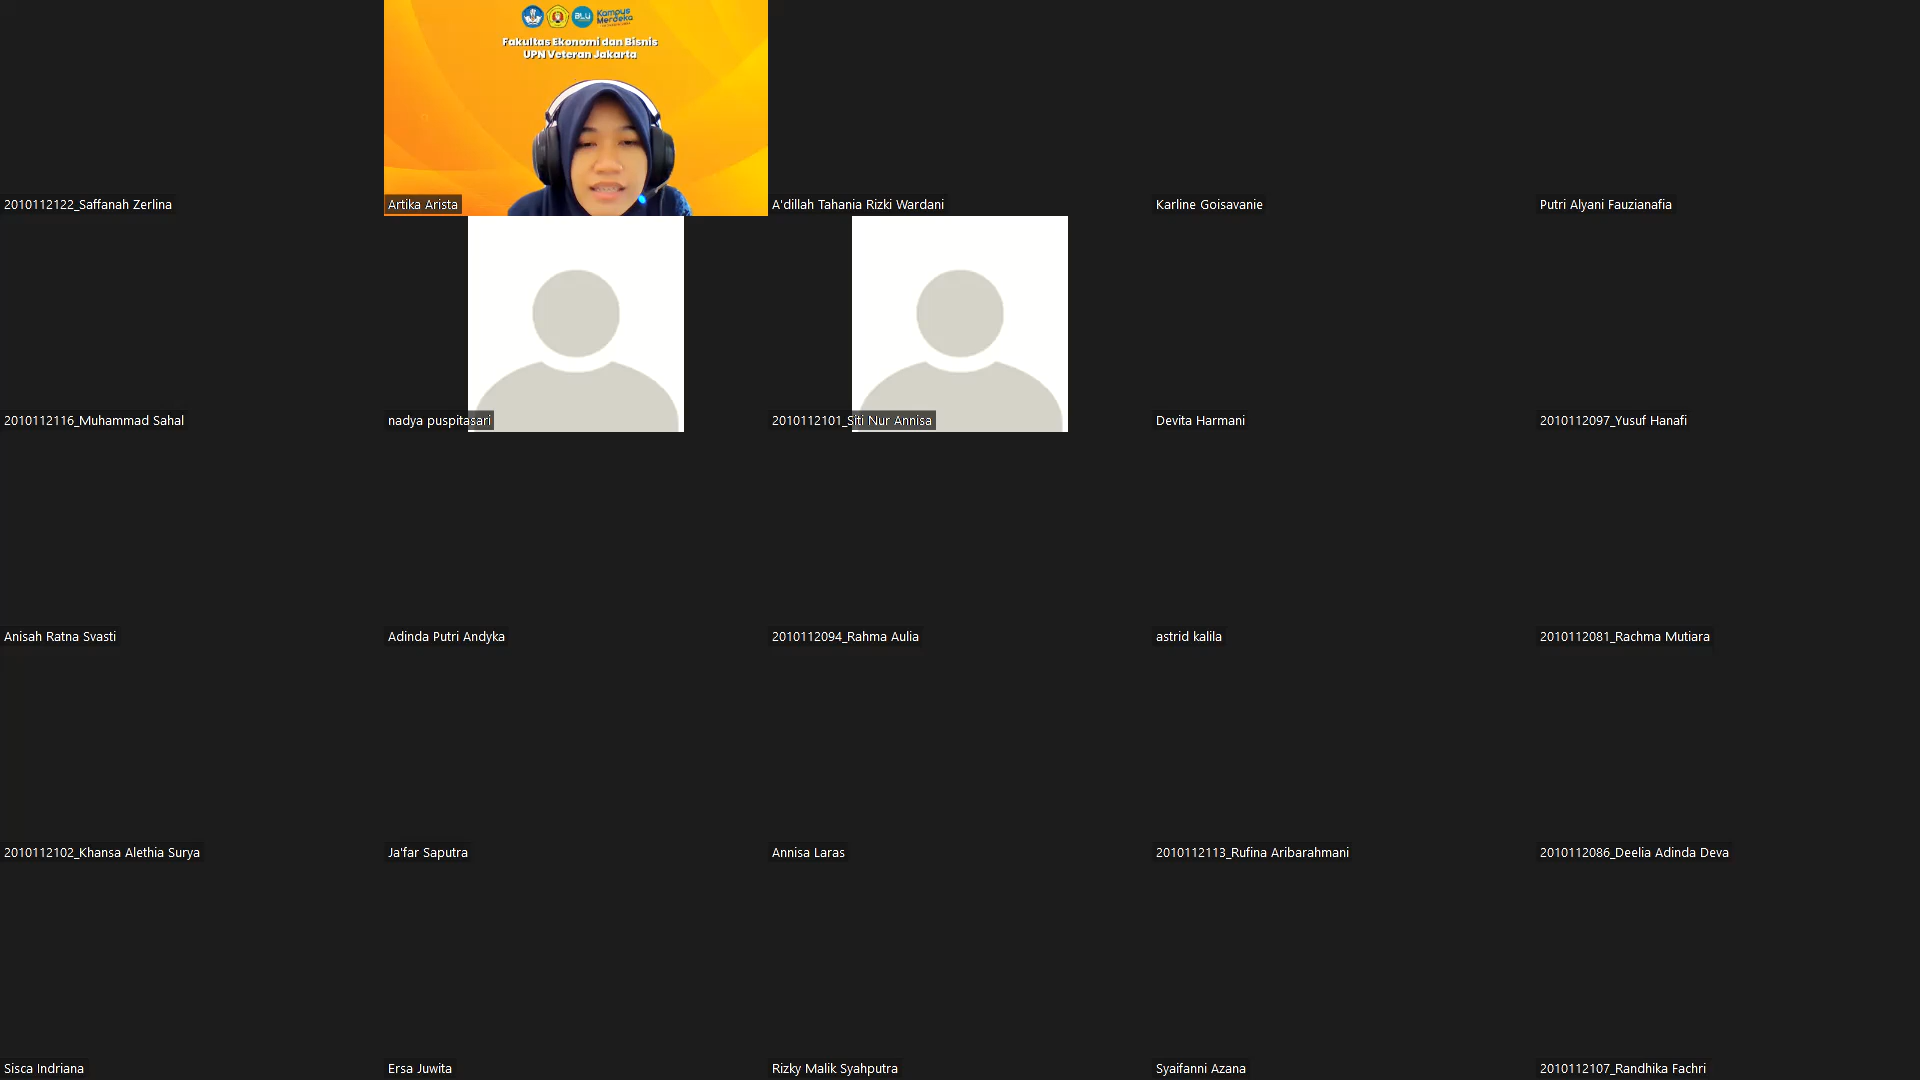 BLU
Kampus
Merdeka
Fakultas Ekonomi dan Bisnis
UPN Veteran Jakarta
2010112122_Saffanah Zerlina
Artika Arista
A'dillah Tahania Rizki Wardani
Karline Goisavanie
Putri Alyani Fauzianafia
2010112116_Muhammad Sahal
nadya puspitasari
2010112101_Siti Nur Annisa
Devita Harmani
2010112097_Yusuf Hanafi
Anisah Ratna Svasti
Adinda Putri Andyka
2010112094_Rahma Aulia
astrid kalila
2010112081_Rachma Mutiara
2010112102_Khansa Alethia Surya
Ja'far Saputra
Annisa Laras
2010112113_Rufina Aribarahmani
2010112086_Deelia Adinda Deva
Sisca Indriana
Ersa Juwita
Rizky Malik Syahputra
Syaifanni Azana
2010112107_Randhika Fachri